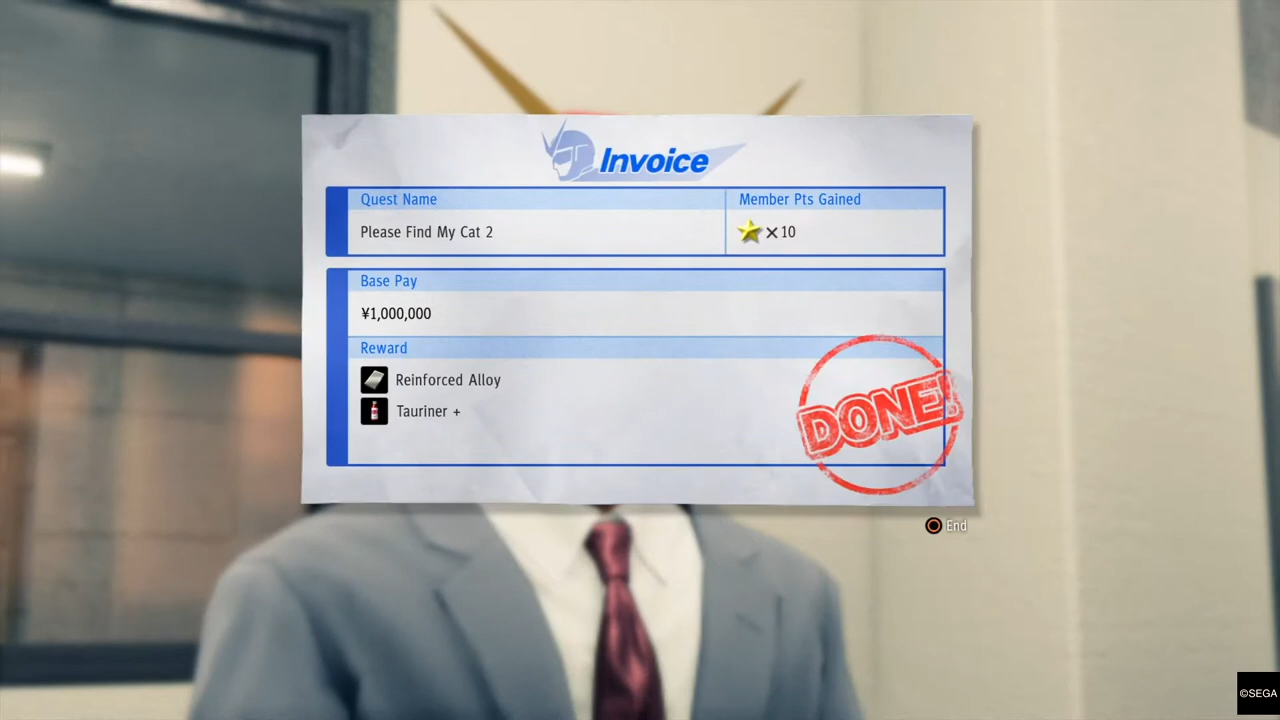 Invoice
Quest Name
Member Pts Gained
Please Find My Cat 2
×10
Base Pay
¥1,000,000
Reward
Reinforced Alloy
Tauriner +
DONE!
End
©SEGA